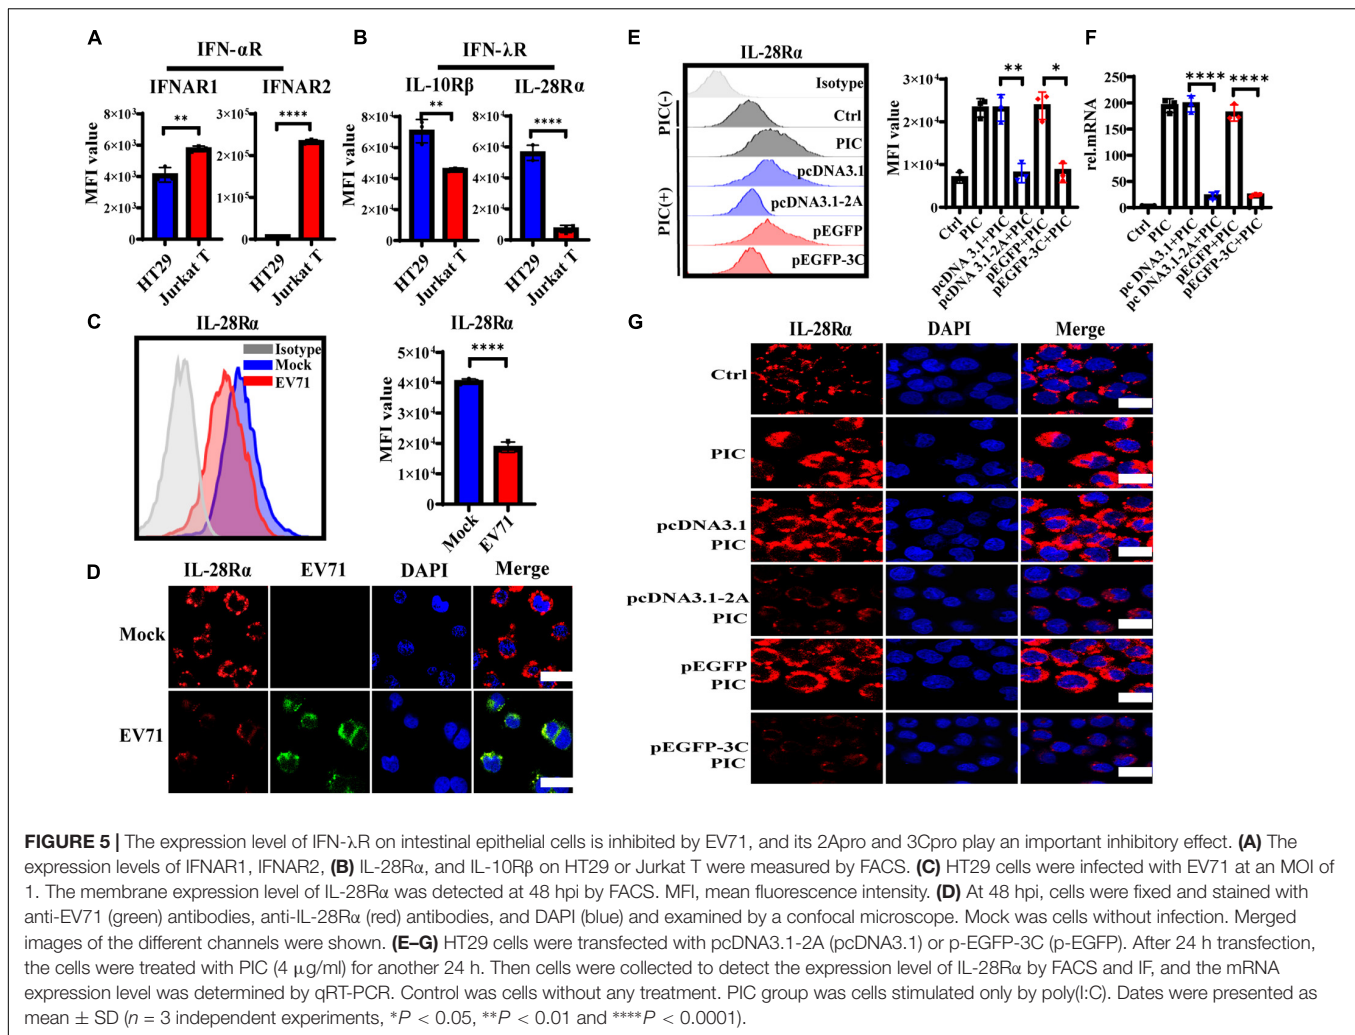 A
IFN-αR
IFNAR1
IFNAR2
MFI value
8×10³
6×10³
4×10³
2×10³
0
**
HT29
Jurkat T
3×10⁵
2×10⁵
1×10⁵
0
****
HT29
Jurkat T
B
IFN-λR
IL-10Rβ
IL-28Rα
MFI value
8×10³
6×10³
4×10³
2×10³
0
**
HT29
Jurkat T
8×10³
6×10³
4×10³
2×10³
0
****
HT29
Jurkat T
E
IL-28Rα
PIC(-)
PIC(+)
Isotype
Ctrl
PIC
pcDNA3.1
pcDNA3.1-2A
pEGFP
pEGFP-3C
MFI value
3×10⁴
2×10⁴
1×10⁴
0
**
*
Ctrl
PIC
pcDNA 3.1+PIC
pcDNA 3.1-2A+PIC
pEGFP+PIC
pEGFP-3C+PIC
F
rel.mRNA
250
200
150
100
50
0
****
****
Ctrl
PIC
pc DNA3.1+PIC
pc DNA3.1-2A+PIC
pEGFP+PIC
pEGFP-3C+PIC
C
IL-28Rα
Isotype
Mock
EV71
IL-28Rα
MFI value
5×10⁴
4×10⁴
3×10⁴
2×10⁴
1×10⁴
0
****
Mock
EV71
D
IL-28Rα
EV71
DAPI
Merge
Mock
EV71
G
IL-28Rα
DAPI
Merge
Ctrl
PIC
pcDNA3.1
PIC
pcDNA3.1-2A
PIC
pEGFP
PIC
pEGFP-3C
PIC
FIGURE 5 | The expression level of IFN-λR on intestinal epithelial cells is inhibited by EV71, and its 2Apro and 3Cpro play an important inhibitory effect. (A) The
expression levels of IFNAR1, IFNAR2, (B) IL-28Rα, and IL-10Rβ on HT29 or Jurkat T were measured by FACS. (C) HT29 cells were infected with EV71 at an MOI of
1. The membrane expression level of IL-28Rα was detected at 48 hpi by FACS. MFI, mean fluorescence intensity. (D) At 48 hpi, cells were fixed and stained with
anti-EV71 (green) antibodies, anti-IL-28Rα (red) antibodies, and DAPI (blue) and examined by a confocal microscope. Mock was cells without infection. Merged
images of the different channels were shown. (E–G) HT29 cells were transfected with pcDNA3.1-2A (pcDNA3.1) or p-EGFP-3C (p-EGFP). After 24 h transfection,
the cells were treated with PIC (4 μg/ml) for another 24 h. Then cells were collected to detect the expression level of IL-28Rα by FACS and IF, and the mRNA
expression level was determined by qRT-PCR. Control was cells without any treatment. PIC group was cells stimulated only by poly(I:C). Dates were presented as
mean ± SD (n = 3 independent experiments, *P < 0.05, **P < 0.01 and ****P < 0.0001).